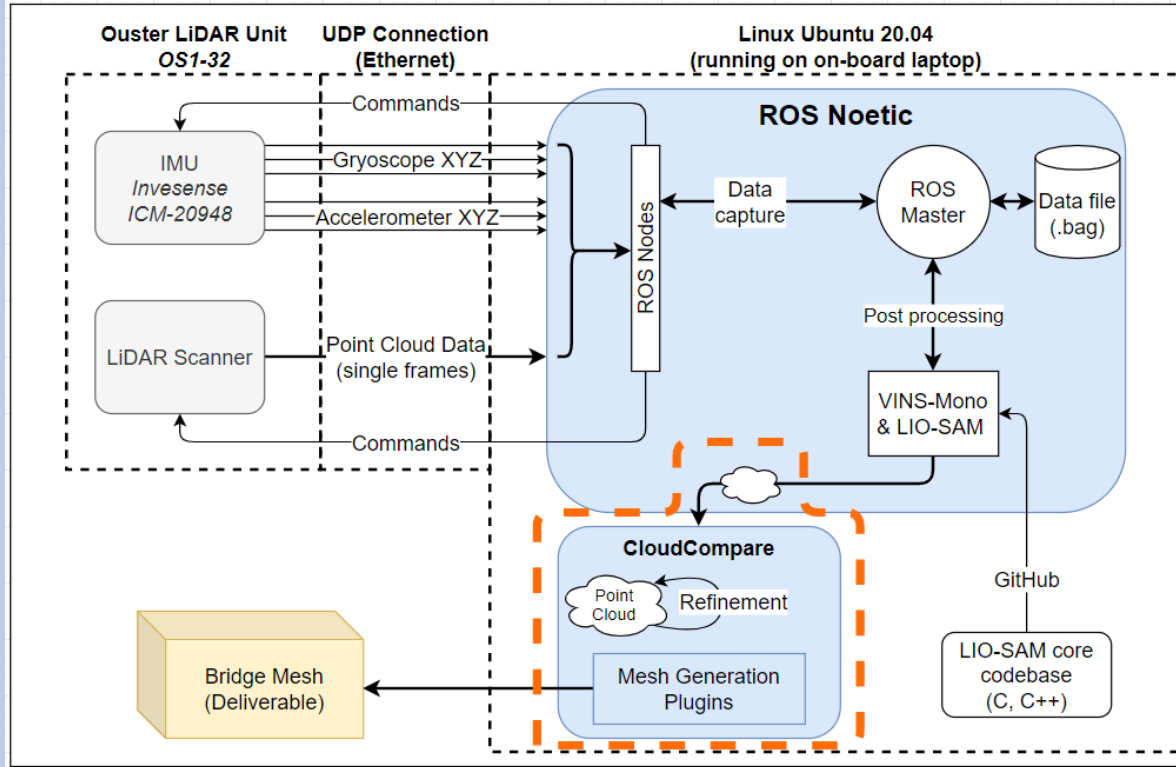 Ouster LiDAR Unit
OS1-32
UDP Connection
(Ethernet)
Linux Ubuntu 20.04
(running on on-board laptop)
Commands
ROS Noetic
IMU
Invesense
ICM-20948
Gryoscope XYZ
Accelerometer XYZ
ROS Nodes
Data
capture
ROS
Master
Data file
(.bag)
Post processing
LiDAR Scanner
Point Cloud Data
(single frames)
VINS-Mono
& LIO-SAM
Commands
CloudCompare
Point
Cloud
Refinement
GitHub
Mesh Generation
Plugins
LIO-SAM core
codebase
(C, C++)
Bridge Mesh
(Deliverable)